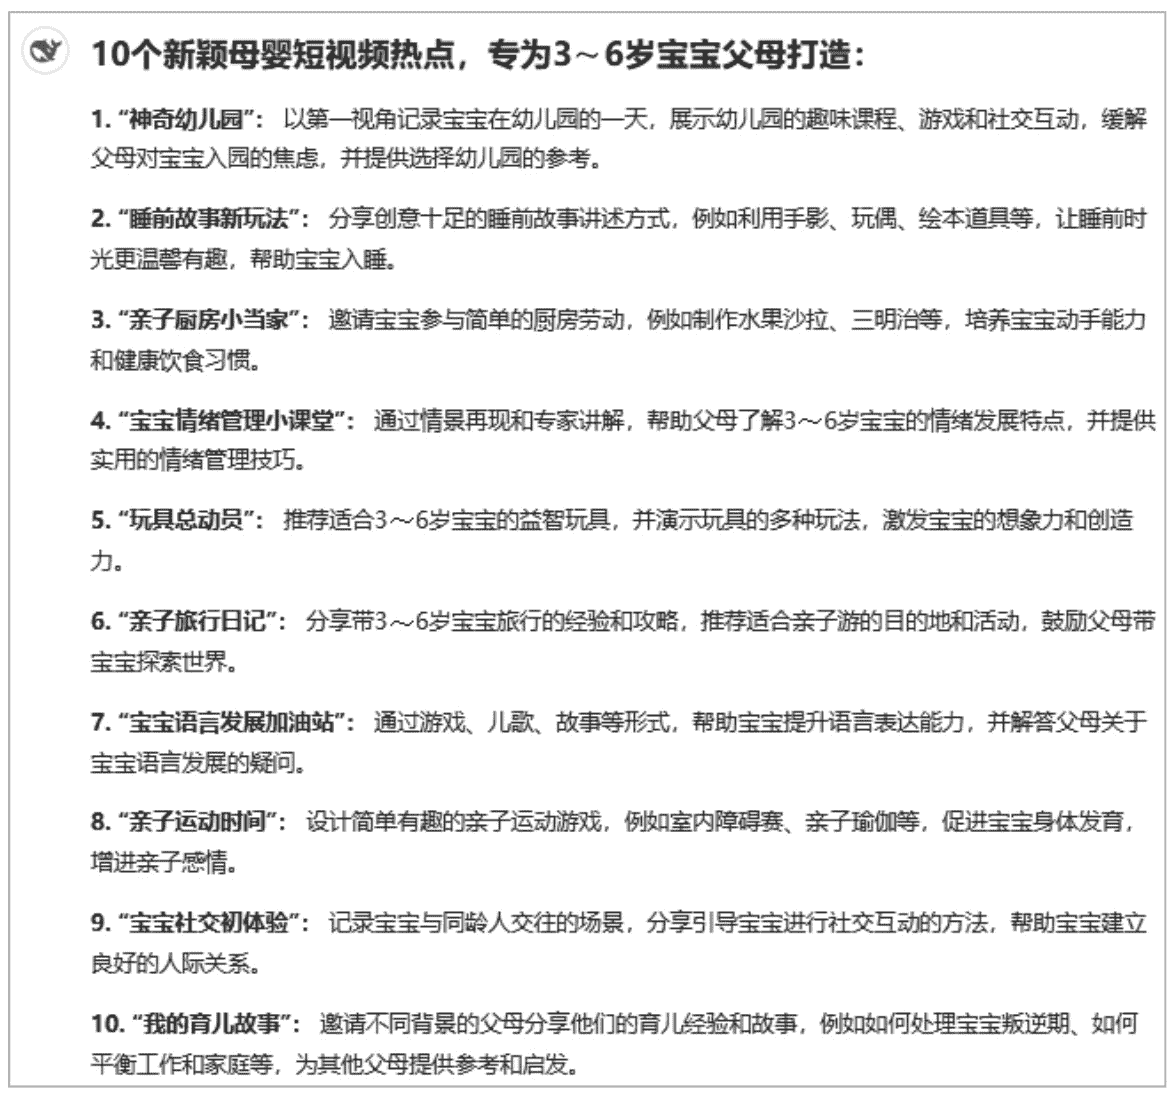 10个新颖母婴短视频热点，专为3～6岁宝宝父母打造：
1. “神奇幼儿园”： 以第一视角记录宝宝在幼儿园的一天，展示幼儿园的趣味课程、游戏和社交互动，缓解
父母对宝宝入园的焦虑，并提供选择幼儿园的参考。
2. “睡前故事新玩法”： 分享创意十足的睡前故事讲述方式，例如利用手影、玩偶、绘本道具等，让睡前时
光更温馨有趣，帮助宝宝入睡。
3. “亲子厨房小当家”： 邀请宝宝参与简单的厨房劳动，例如制作水果沙拉、三明治等，培养宝宝动手能力
和健康饮食习惯。
4. “宝宝情绪管理小课堂”： 通过情景再现和专家讲解，帮助父母了解3～6岁宝宝的情绪发展特点，并提供
实用的情绪管理技巧。
5. “玩具总动员”： 推荐适合3～6岁宝宝的益智玩具，并演示玩具的多种玩法，激发宝宝的想象力和创造
力。
6. “亲子旅行日记”： 分享带3～6岁宝宝旅行的经验和攻略，推荐适合亲子游的目的地和活动，鼓励父母带
宝宝探索世界。
7. “宝宝语言发展加油站”： 通过游戏、儿歌、故事等形式，帮助宝宝提升语言表达能力，并解答父母关于
宝宝语言发展的疑问。
8. “亲子运动时间”： 设计简单有趣的亲子运动游戏，例如室内障碍赛、亲子瑜伽等，促进宝宝身体发育，
增进亲子感情。
9. “宝宝社交初体验”： 记录宝宝与同龄人交往的场景，分享引导宝宝进行社交互动的方法，帮助宝宝建立
良好的人际关系。
10. “我的育儿故事”： 邀请不同背景的父母分享他们的育儿经验和故事，例如如何处理宝宝叛逆期、如何
平衡工作和家庭等，为其他父母提供参考和启发。